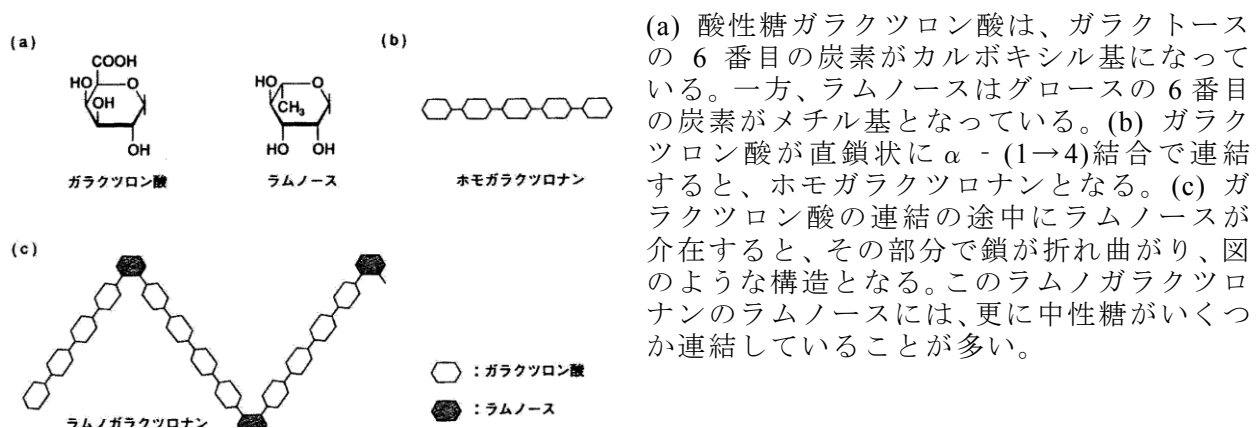 (a)
COOH
HO
O
OH
OH
ガラクツロン酸
HO
O
CH₃
HO OH
ラムノース
(b)
ホモガラクツロナン
(c)
ラムノガラクツロナン
:ガラクツロン酸
:ラムノース
(a) 酸性糖ガラクツロン酸は、ガラクトース
の 6 番目の炭素がカルボキシル基になって
いる。一方、ラムノースはグロースの 6 番目
の炭素がメチル基となっている。(b) ガラク
ツロン酸が直鎖状に α - (1→4)結合で連結
すると、ホモガラクツロナンとなる。(c) ガ
ラクツロン酸の連結の途中にラムノースが
介在すると、その部分で鎖が折れ曲がり、図
のような構造となる。このラムノガラクツロ
ナンのラムノースには、更に中性糖がいくつ
か連結していることが多い。